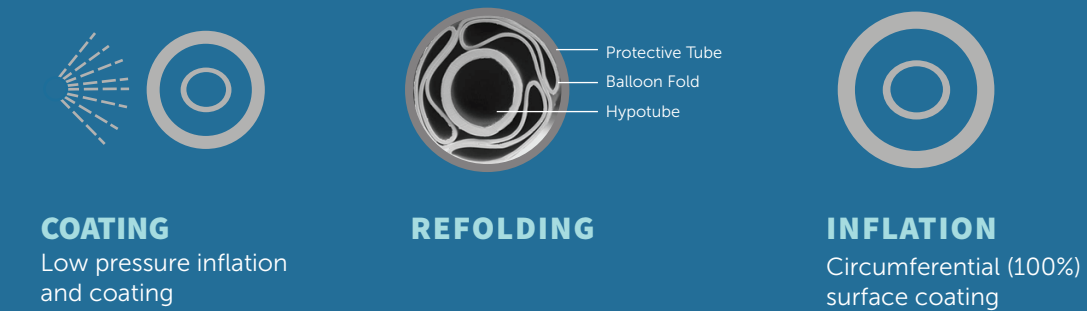 Protective Tube
Balloon Fold
Hypotube
COATING
Low pressure inflation
and coating
REFOLDING
INFLATION
Circumferential (100%)
surface coating